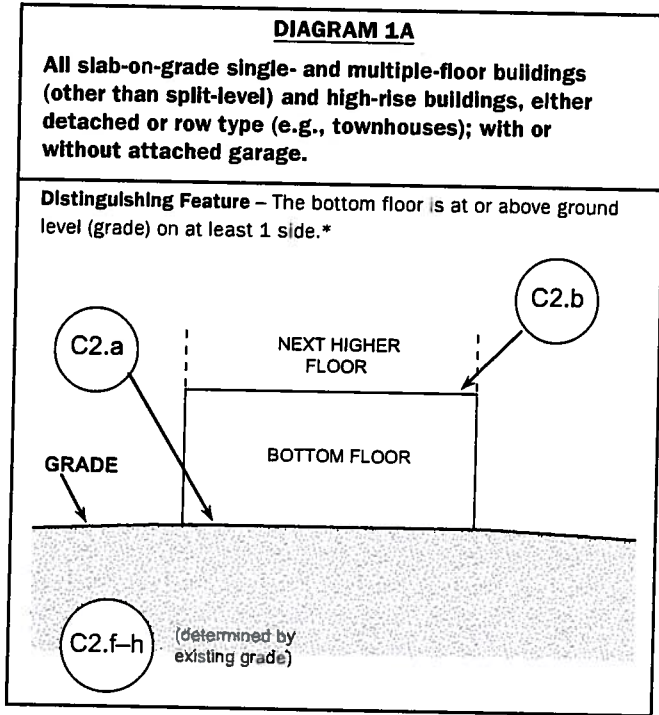 DIAGRAM 1A
All slab-on-grade single- and multiple-floor buildings
(other than split-level) and high-rise buildings, either
detached or row type (e.g., townhouses); with or
without attached garage.
Distinguishing Feature – The bottom floor is at or above ground
level (grade) on at least 1 side.*
C2.b
C2.a
NEXT HIGHER
FLOOR
BOTTOM FLOOR
GRADE
C2.f–h
(determined by
existing grade)